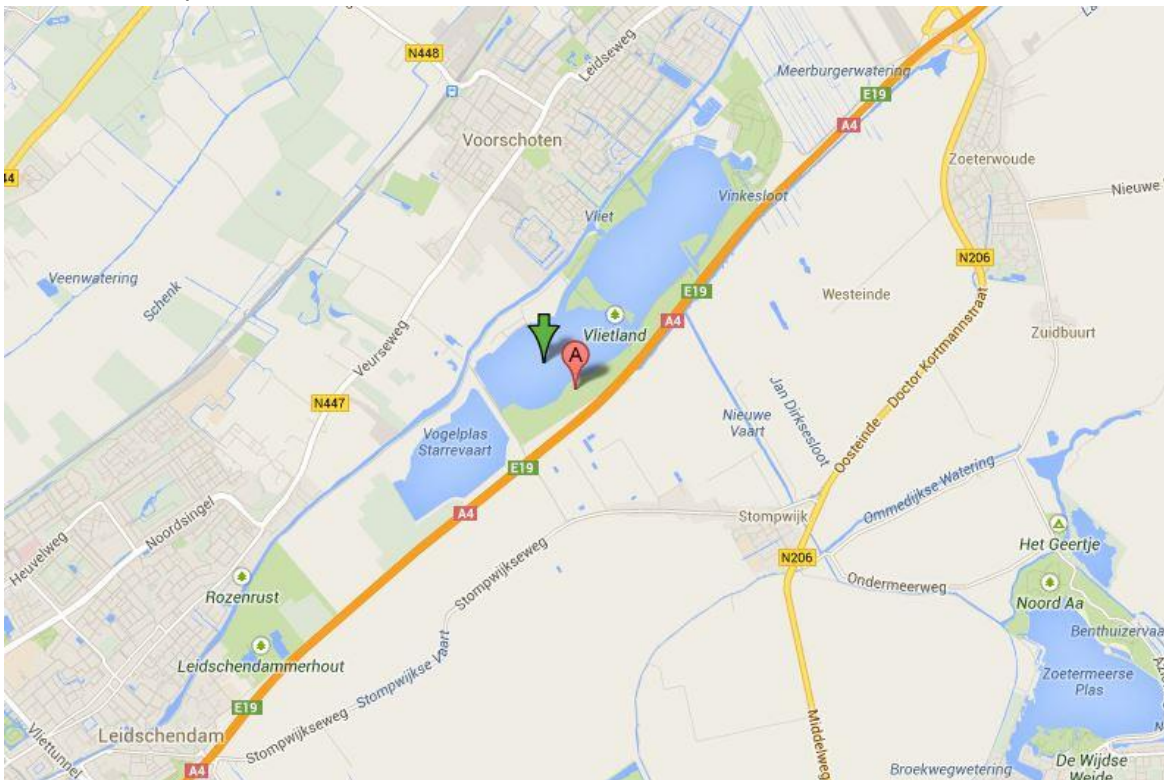 N448
Leidseweg
Meerburgerwatering
E19
A4
Voorschoten
Zoeterwoude
44
Nieuwe
Vinkesloot
Vliet
N206
Veenwatering
Schenk
E19
Westeinde
A4
Vlietland
Zuidbuurt
A
Veurseweg
Oosteinde - Doctor Kortmannstraat
N447
Jan Dirksesloot
Nieuwe
Vaart
Vogelplas
Starrevaart
E19
Ommedijkse Watering
Noordsingel
A4
Stompwijk
Heuvelweg
Het Geertje
N206
Stompwijkseweg
Ondermeerweg
Rozenrust
Noord Aa
Benthuizervaa
Leidschendammerhout
Stompwijkse Vaart
Zoetermeerse
Plas
E19
Vliettunnel
Leidschendam
Stompwijkseweg
Middelweg
A4
Broekwegwetering
De Wijdse
Weide